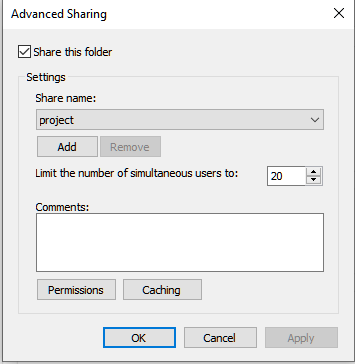 Advanced Sharing
Share this folder
Settings
Share name:
project
Add Remove
Limit the number of simultaneous users to: 20
Comments:
Permissions Caching
OK Cancel Apply